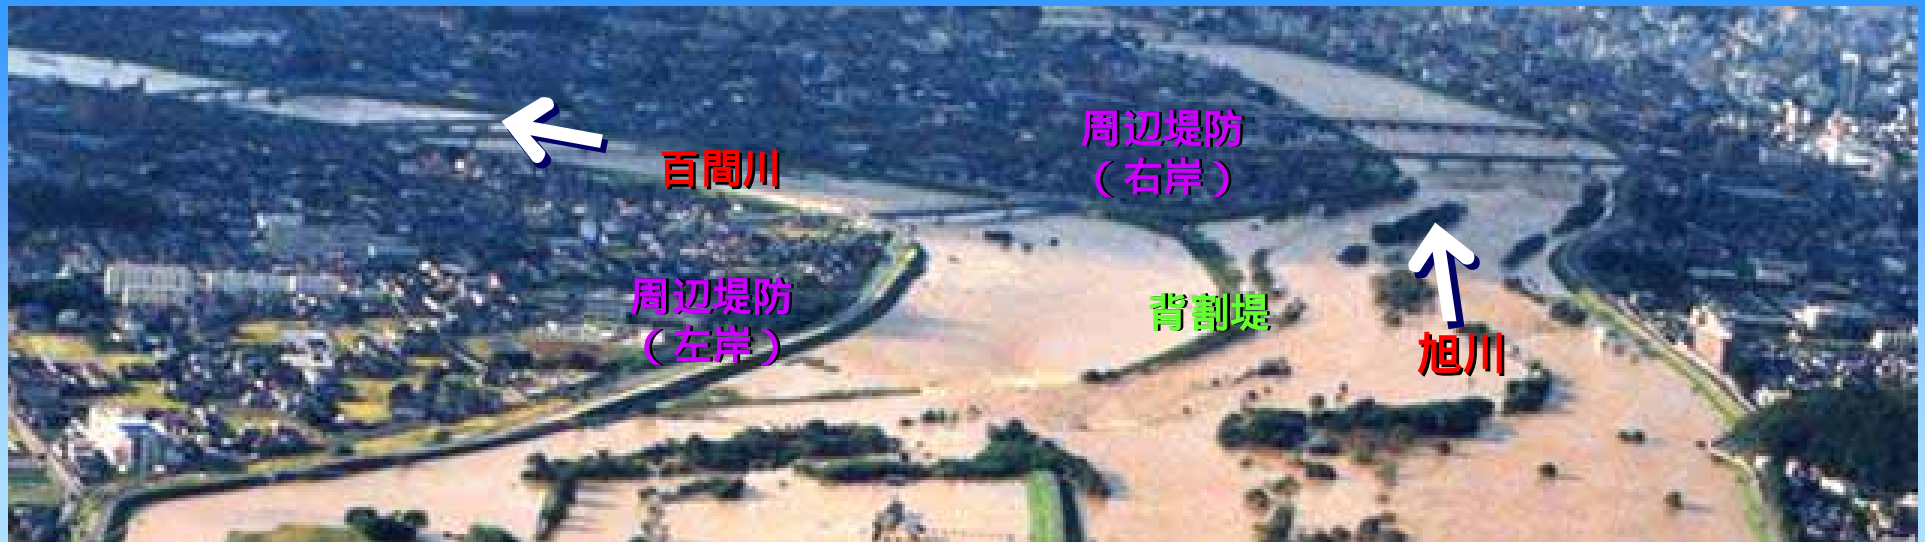 周辺堤防
（右岸）
百間川
周辺堤防
（左岸）
背割堤
旭川